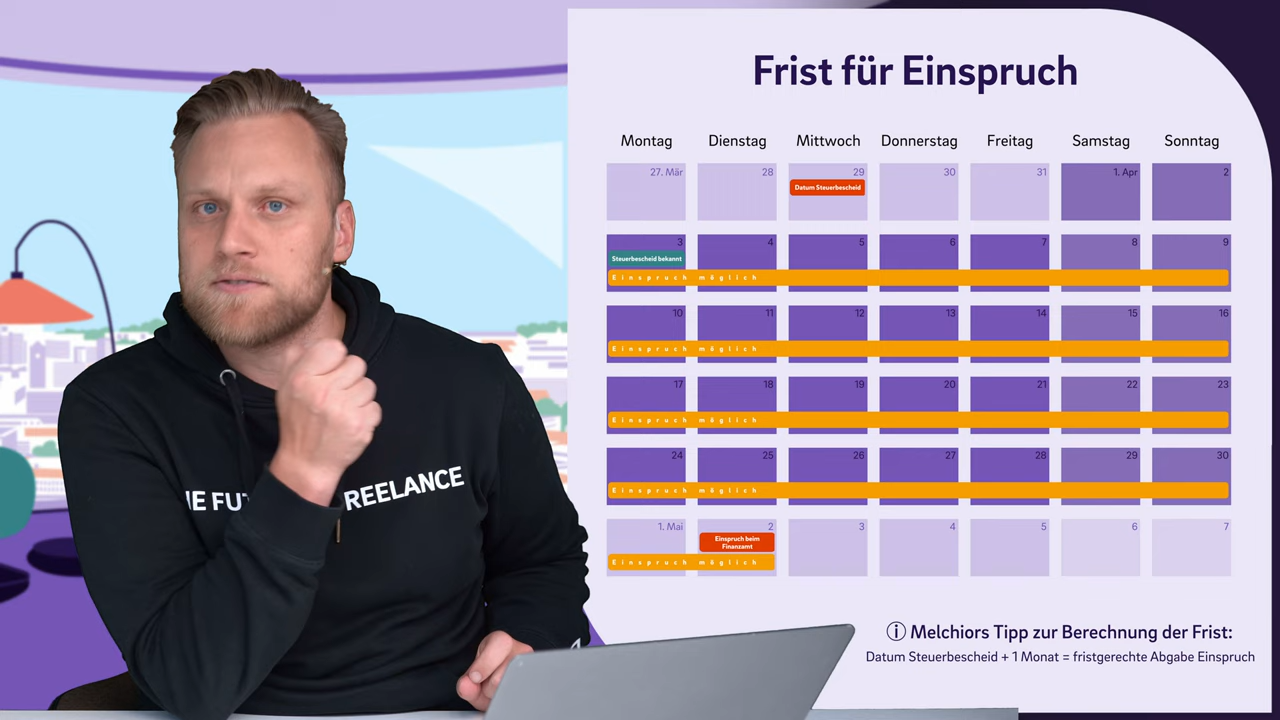 Frist für Einspruch
Montag Dienstag Mittwoch Donnerstag Freitag Samstag Sonntag
27. Mär 28 29 30 31 1. Apr 2
Datum Steuerbescheid
3 4 5 6 7 8 9
Steuerbescheid bekannt
Einspruch möglich
10 11 12 13 14 15 16
Einspruch möglich
17 18 19 20 21 22 23
Einspruch möglich
24 25 26 27 28 29 30
Einspruch möglich
1. Mai 2 3 4 5 6 7
Einspruch beim
Finanzamt
Einspruch möglich
ⓘ Melchiors Tipp zur Berechnung der Frist:
Datum Steuerbescheid + 1 Monat = fristgerechte Abgabe Einspruch
HE FU REELANCE